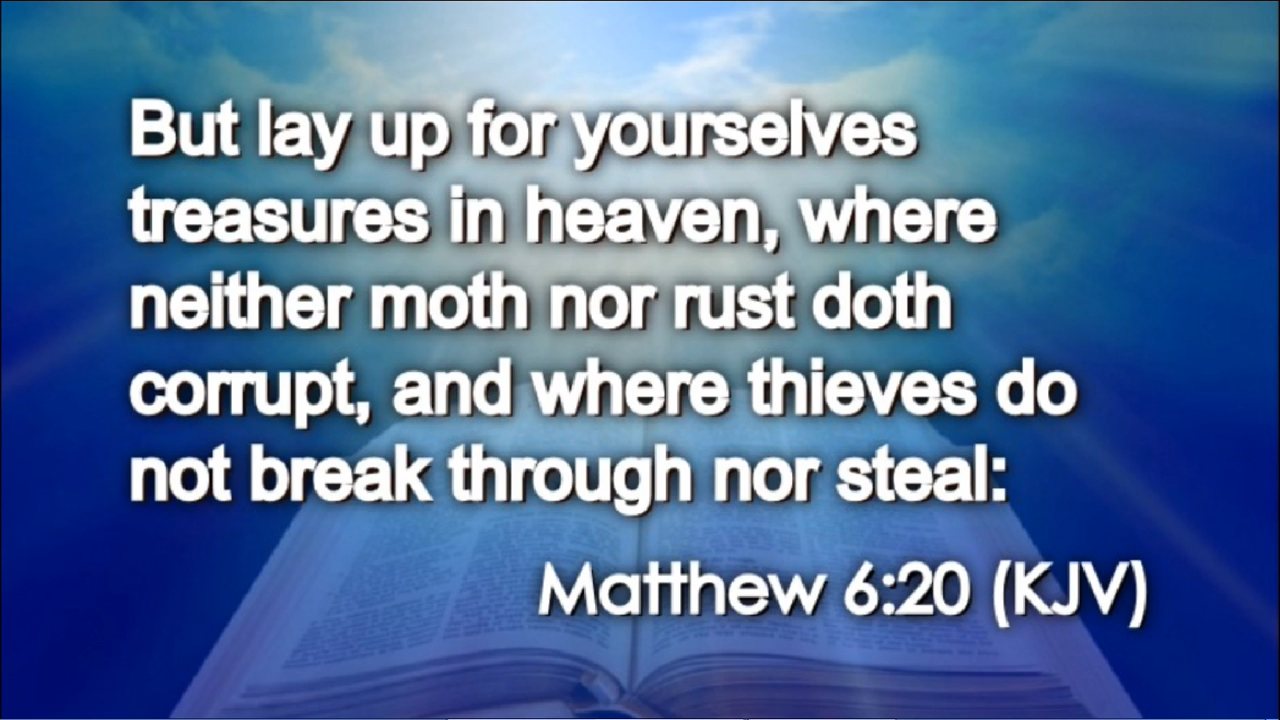 But lay up for yourselves
treasures in heaven, where
neither moth nor rust doth
corrupt, and where thieves do
not break through nor steal:
Matthew 6:20 (KJV)